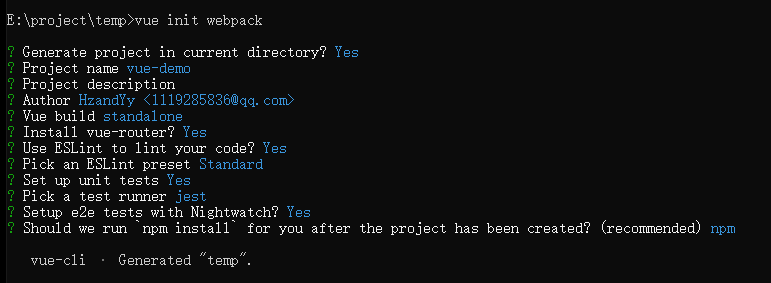 E:\project\temp>vue init webpack
? Generate project in current directory? Yes
? Project name vue-demo
? Project description
? Author HzandYy <1119285836@qq.com>
? Vue build standalone
? Install vue-router? Yes
? Use ESLint to lint your code? Yes
? Pick an ESLint preset Standard
? Set up unit tests Yes
? Pick a test runner jest
? Setup e2e tests with Nightwatch? Yes
? Should we run `npm install` for you after the project has been created? (recommended) npm
vue-cli · Generated "temp".